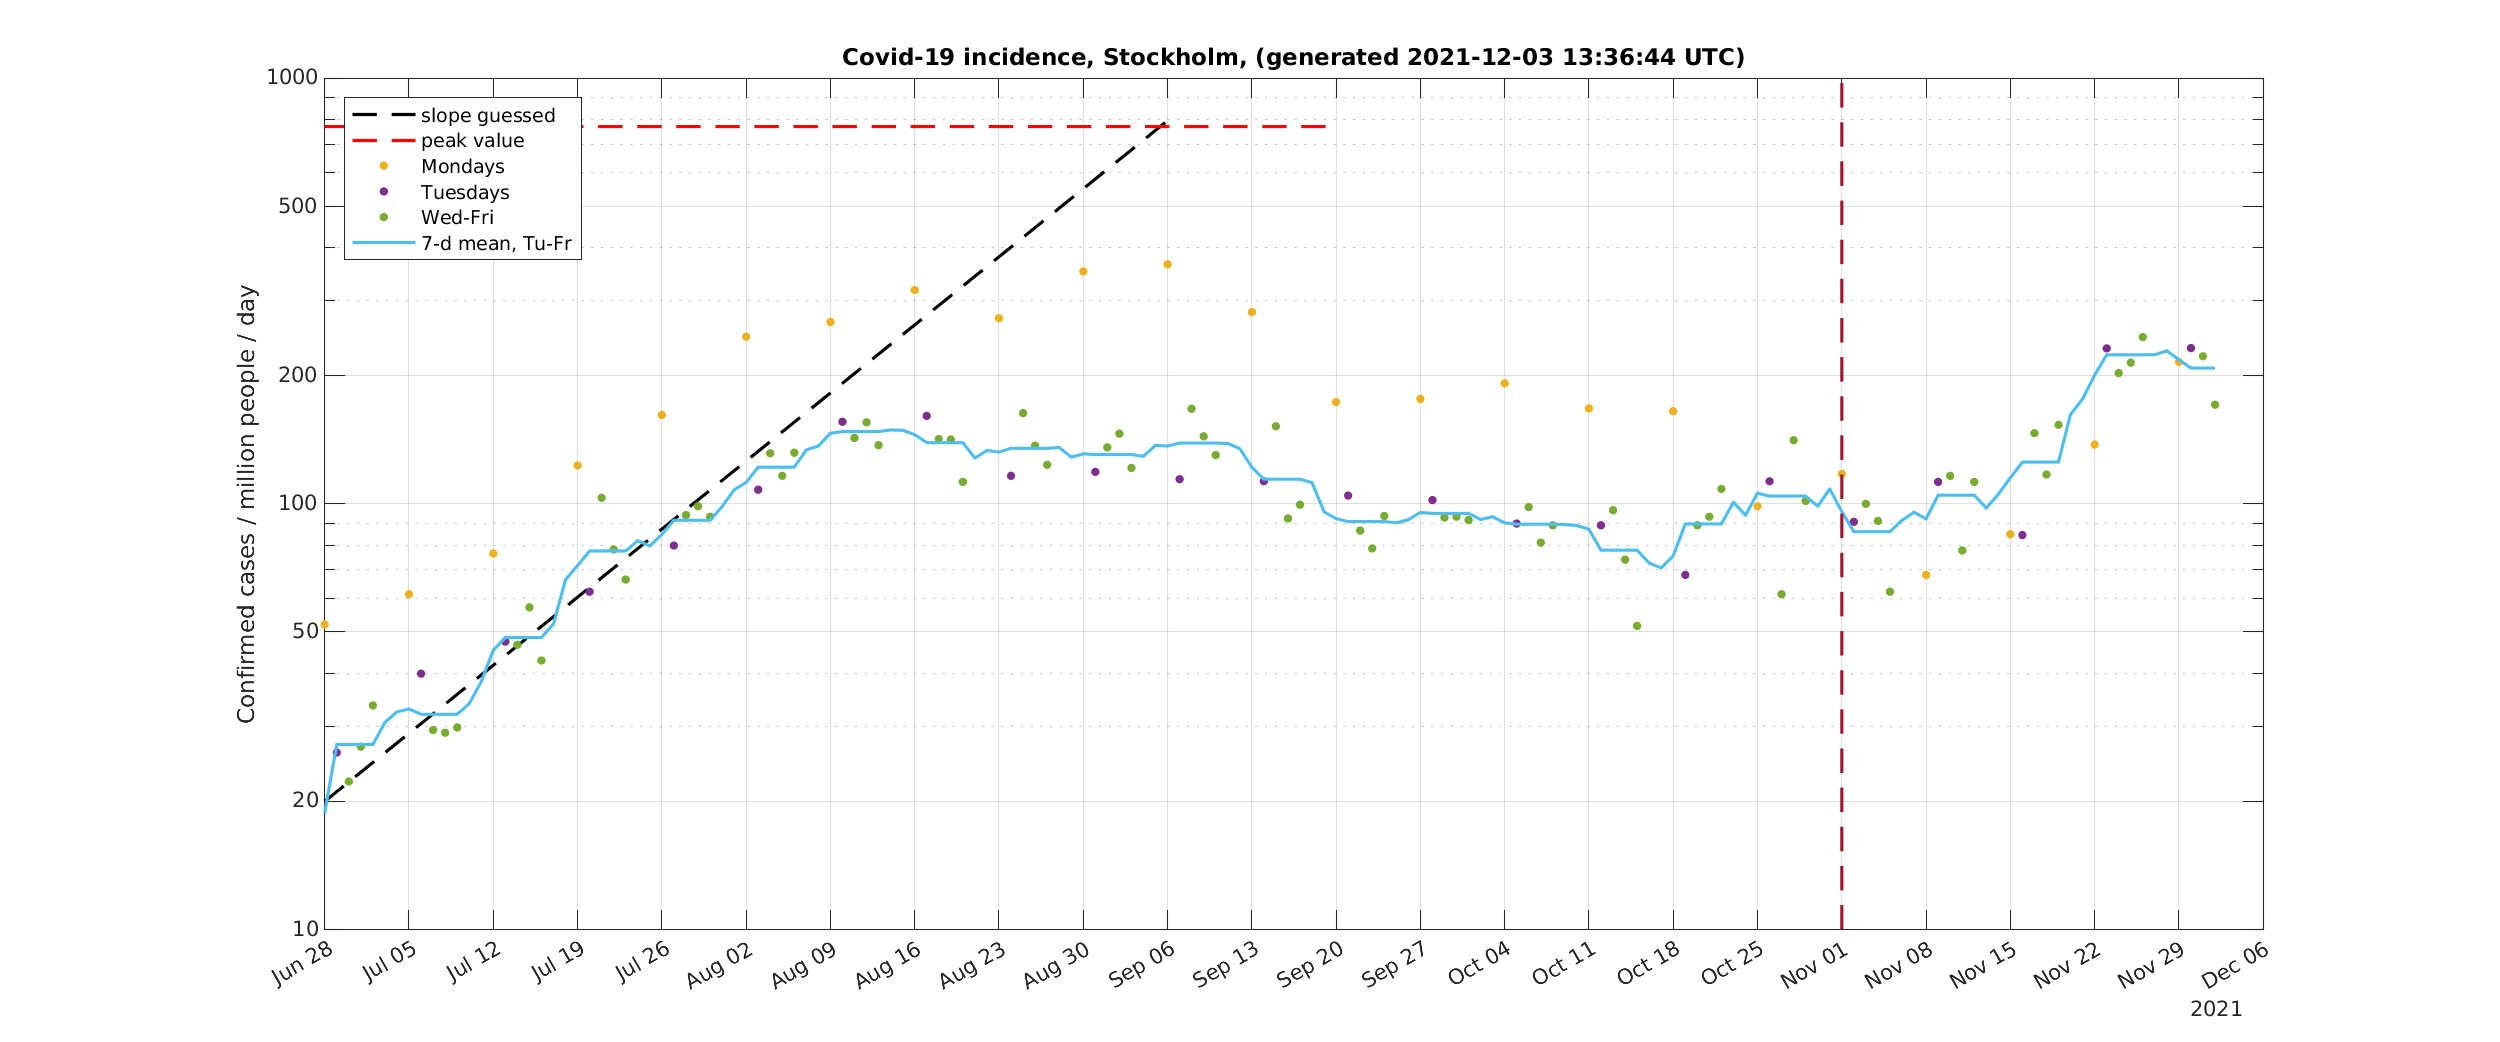 Covid-19 incidence, Stockholm, (generated 2021-12-03 13:36:44 UTC)
Confirmed cases / million people / day
1000
500
200
100
50
20
10
slope guessed
peak value
Mondays
Tuesdays
Wed-Fri
7-d mean, Tu-Fr
Jun 28
Jul 05
Jul 12
Jul 19
Jul 26
Aug 02
Aug 09
Aug 16
Aug 23
Aug 30
Sep 06
Sep 13
Sep 20
Sep 27
Oct 04
Oct 11
Oct 18
Oct 25
Nov 01
Nov 08
Nov 15
Nov 22
Nov 29
Dec 06
2021